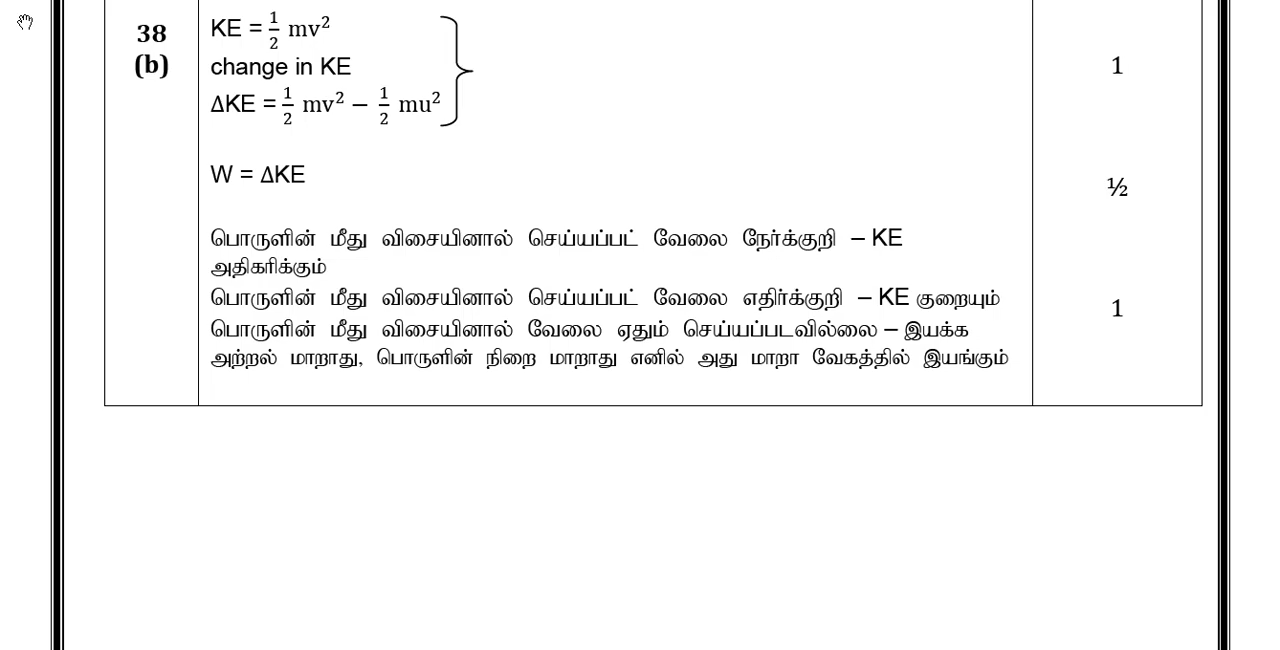 38
(b)
KE = 1/2 mv²
change in KE
ΔKE = 1/2 mv² − 1/2 mu²
1
W = ΔKE
½
பொருளின் மீது விசையினால் செய்யப்பட் வேலை நேர்க்குறி – KE
அதிகரிக்கும்
பொருளின் மீது விசையினால் செய்யப்பட் வேலை எதிர்க்குறி – KE குறையும்
1
பொருளின் மீது விசையினால் வேலை ஏதும் செய்யப்படவில்லை – இயக்க
அற்றல் மாறாது, பொருளின் நிறை மாறாது எனில் அது மாறா வேகத்தில் இயங்கும்